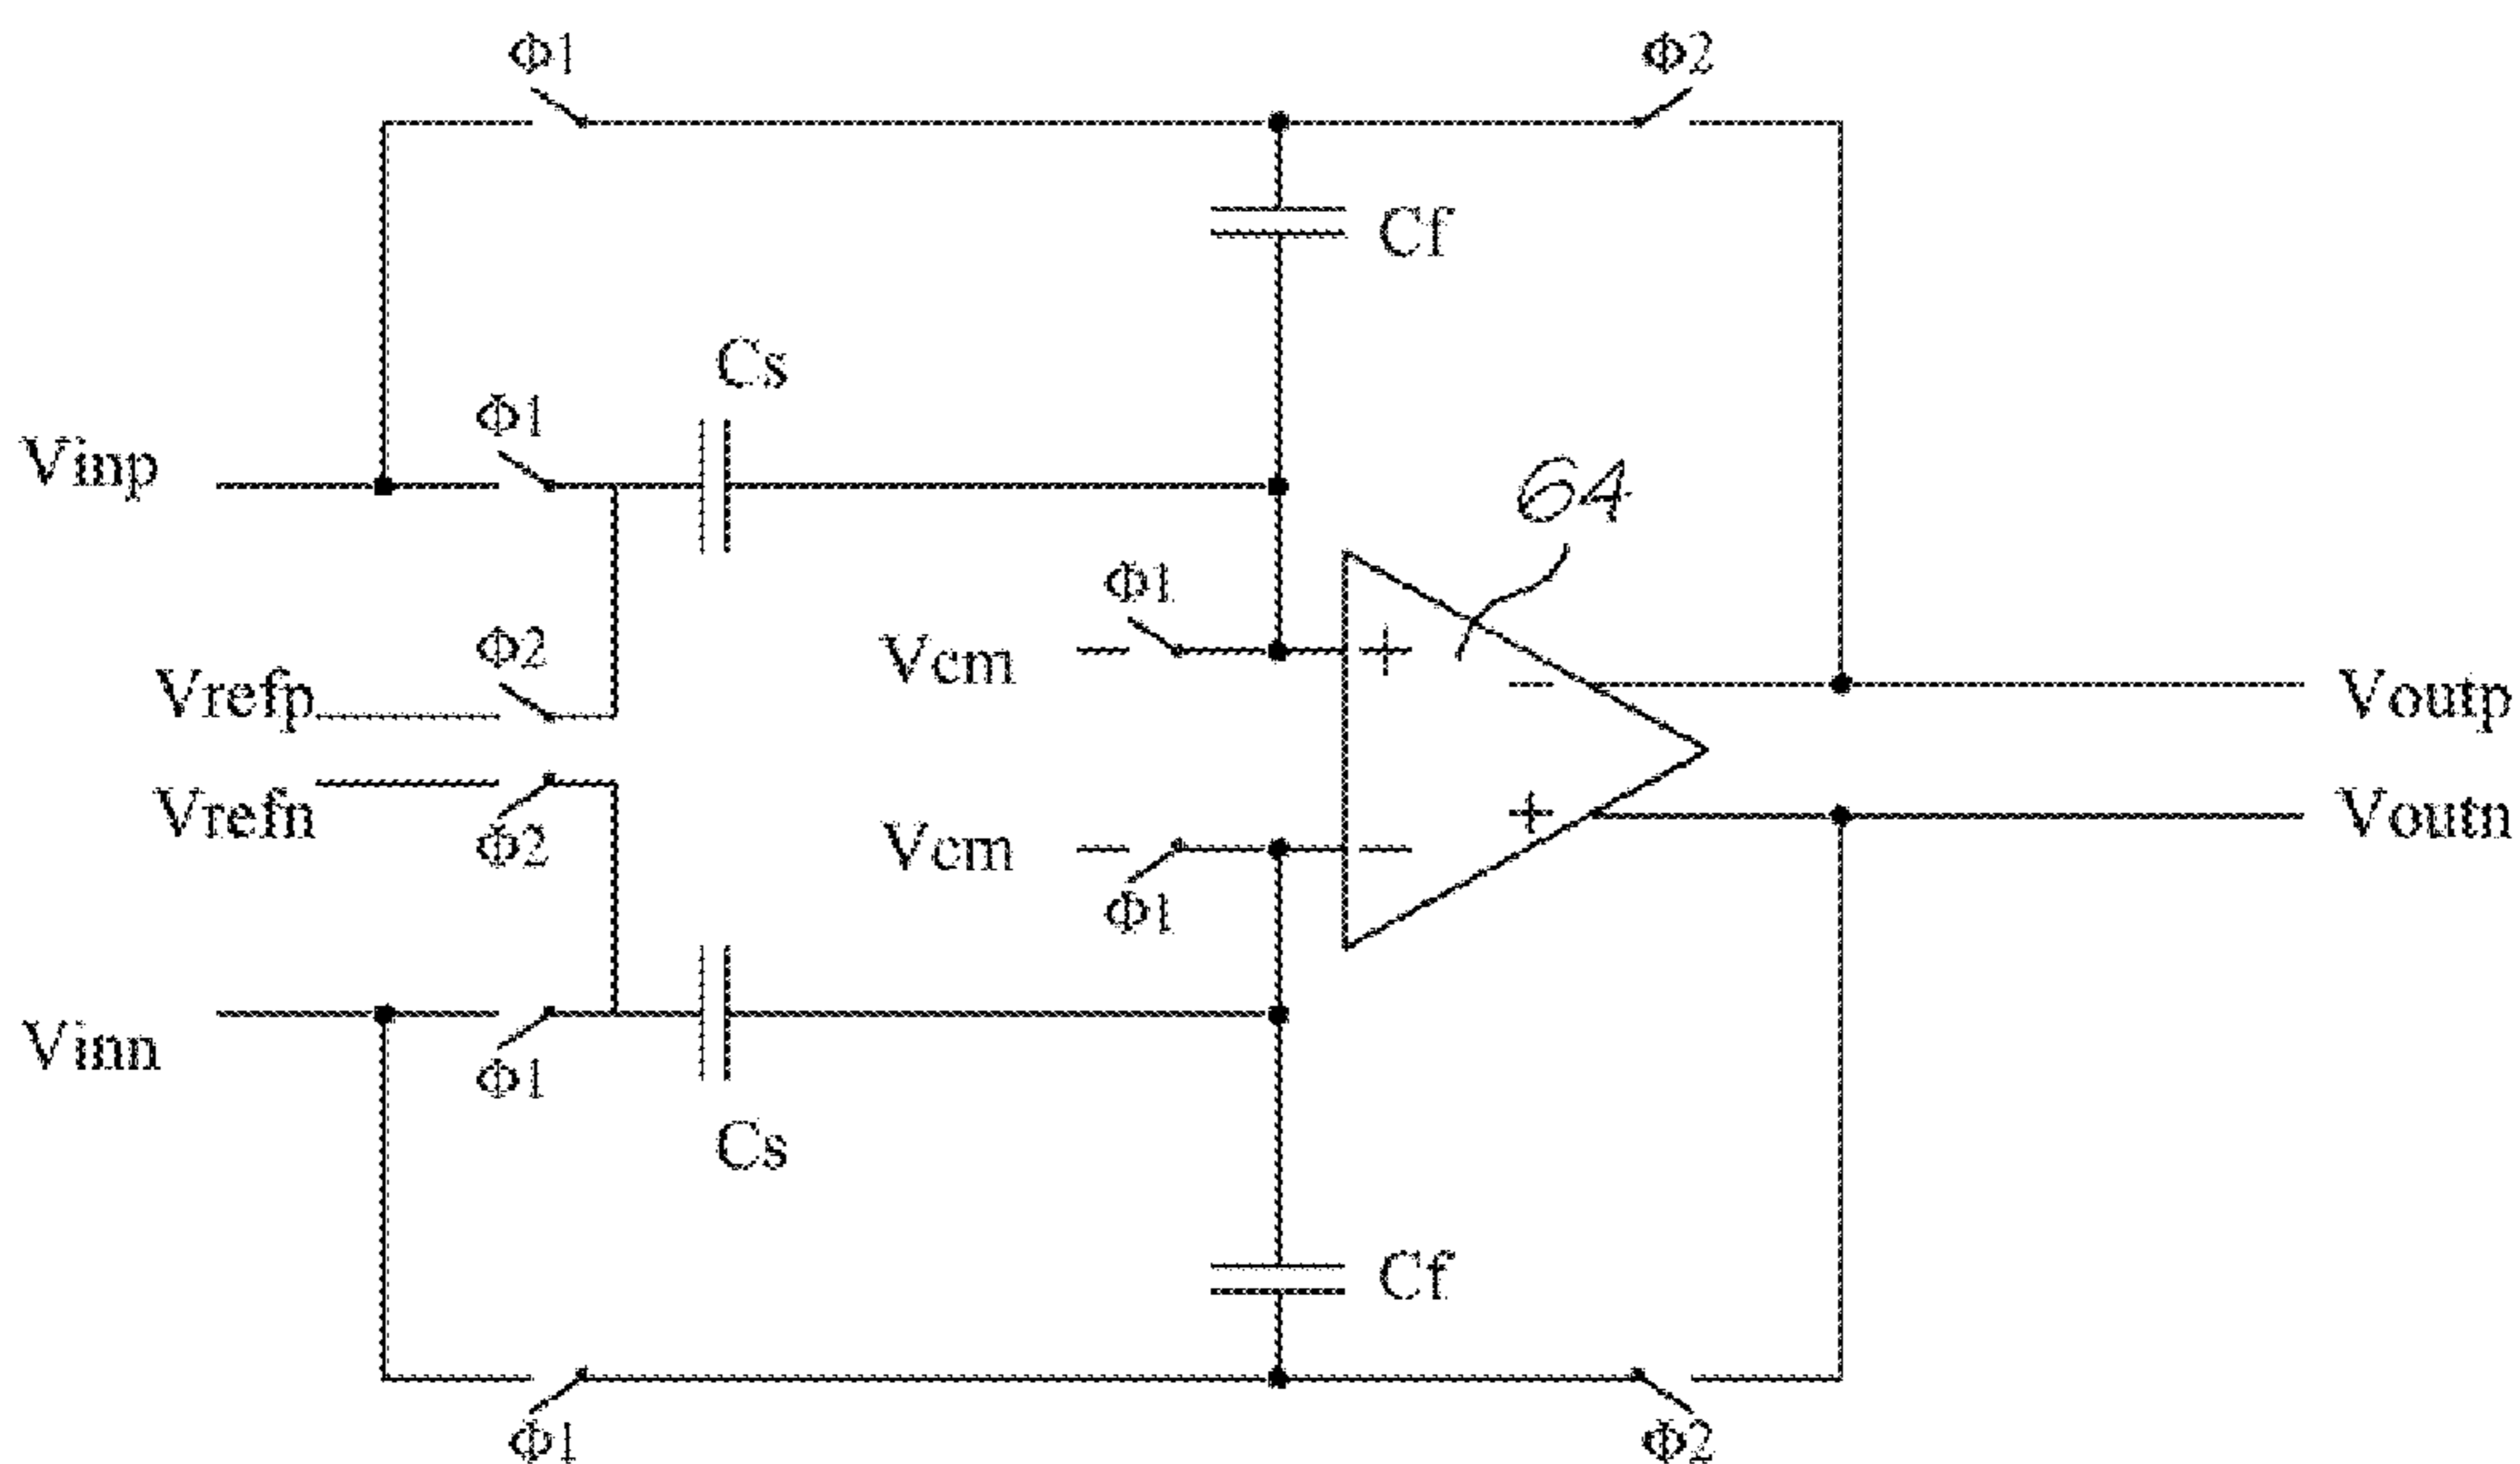 Φ1
Φ2
Cf
Cs
Φ1
Vinp
64
Φ1
Φ2
Vcm
+
Vrefp
−
Voutp
Vrefn
Φ2
Vcm
−
+
Voutn
Φ1
Vinn
Φ1
Cs
Cf
Φ1
Φ2